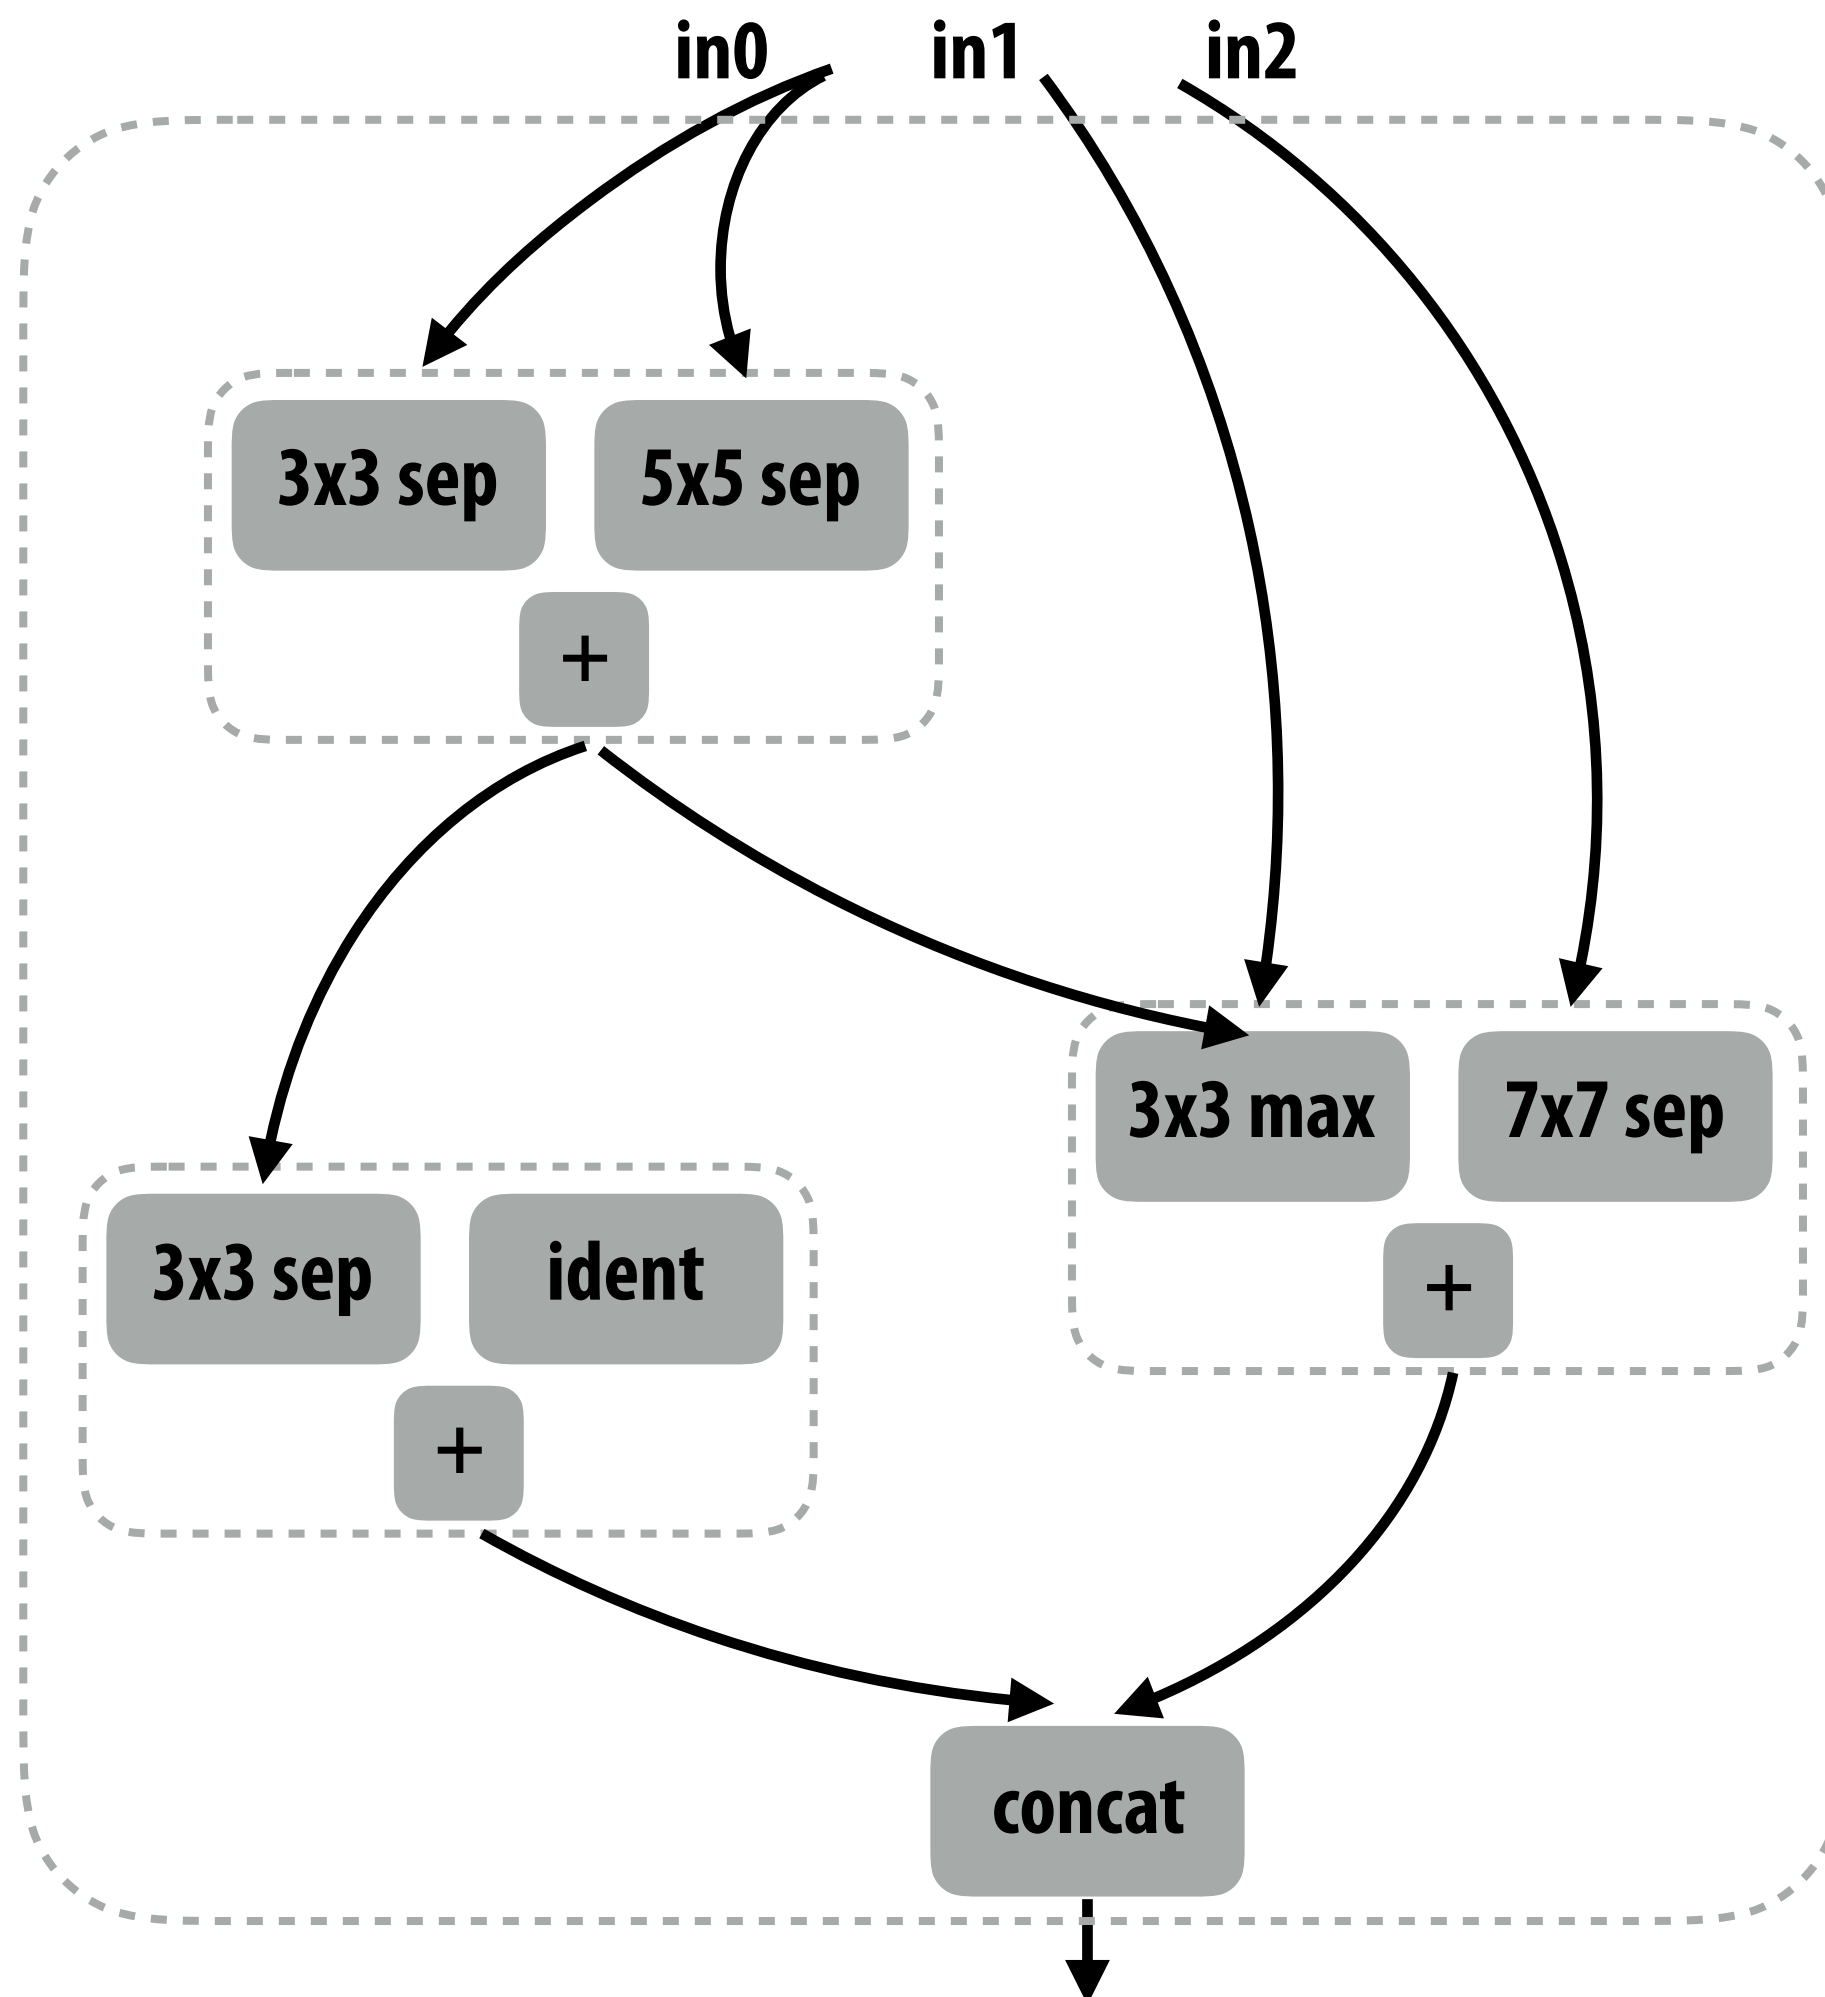 in0 in1 in2
3x3 sep 5x5 sep
+
3x3 max 7x7 sep
+
3x3 sep ident
+
concat